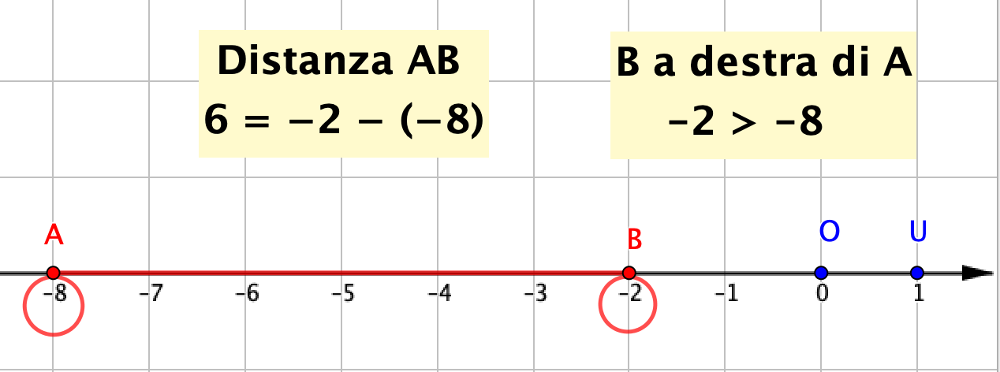 Distanza AB
6 = −2 − (−8)
B a destra di A
−2 > −8
A
B
O
U
−8 −7 −6 −5 −4 −3 −2 −1 0 1